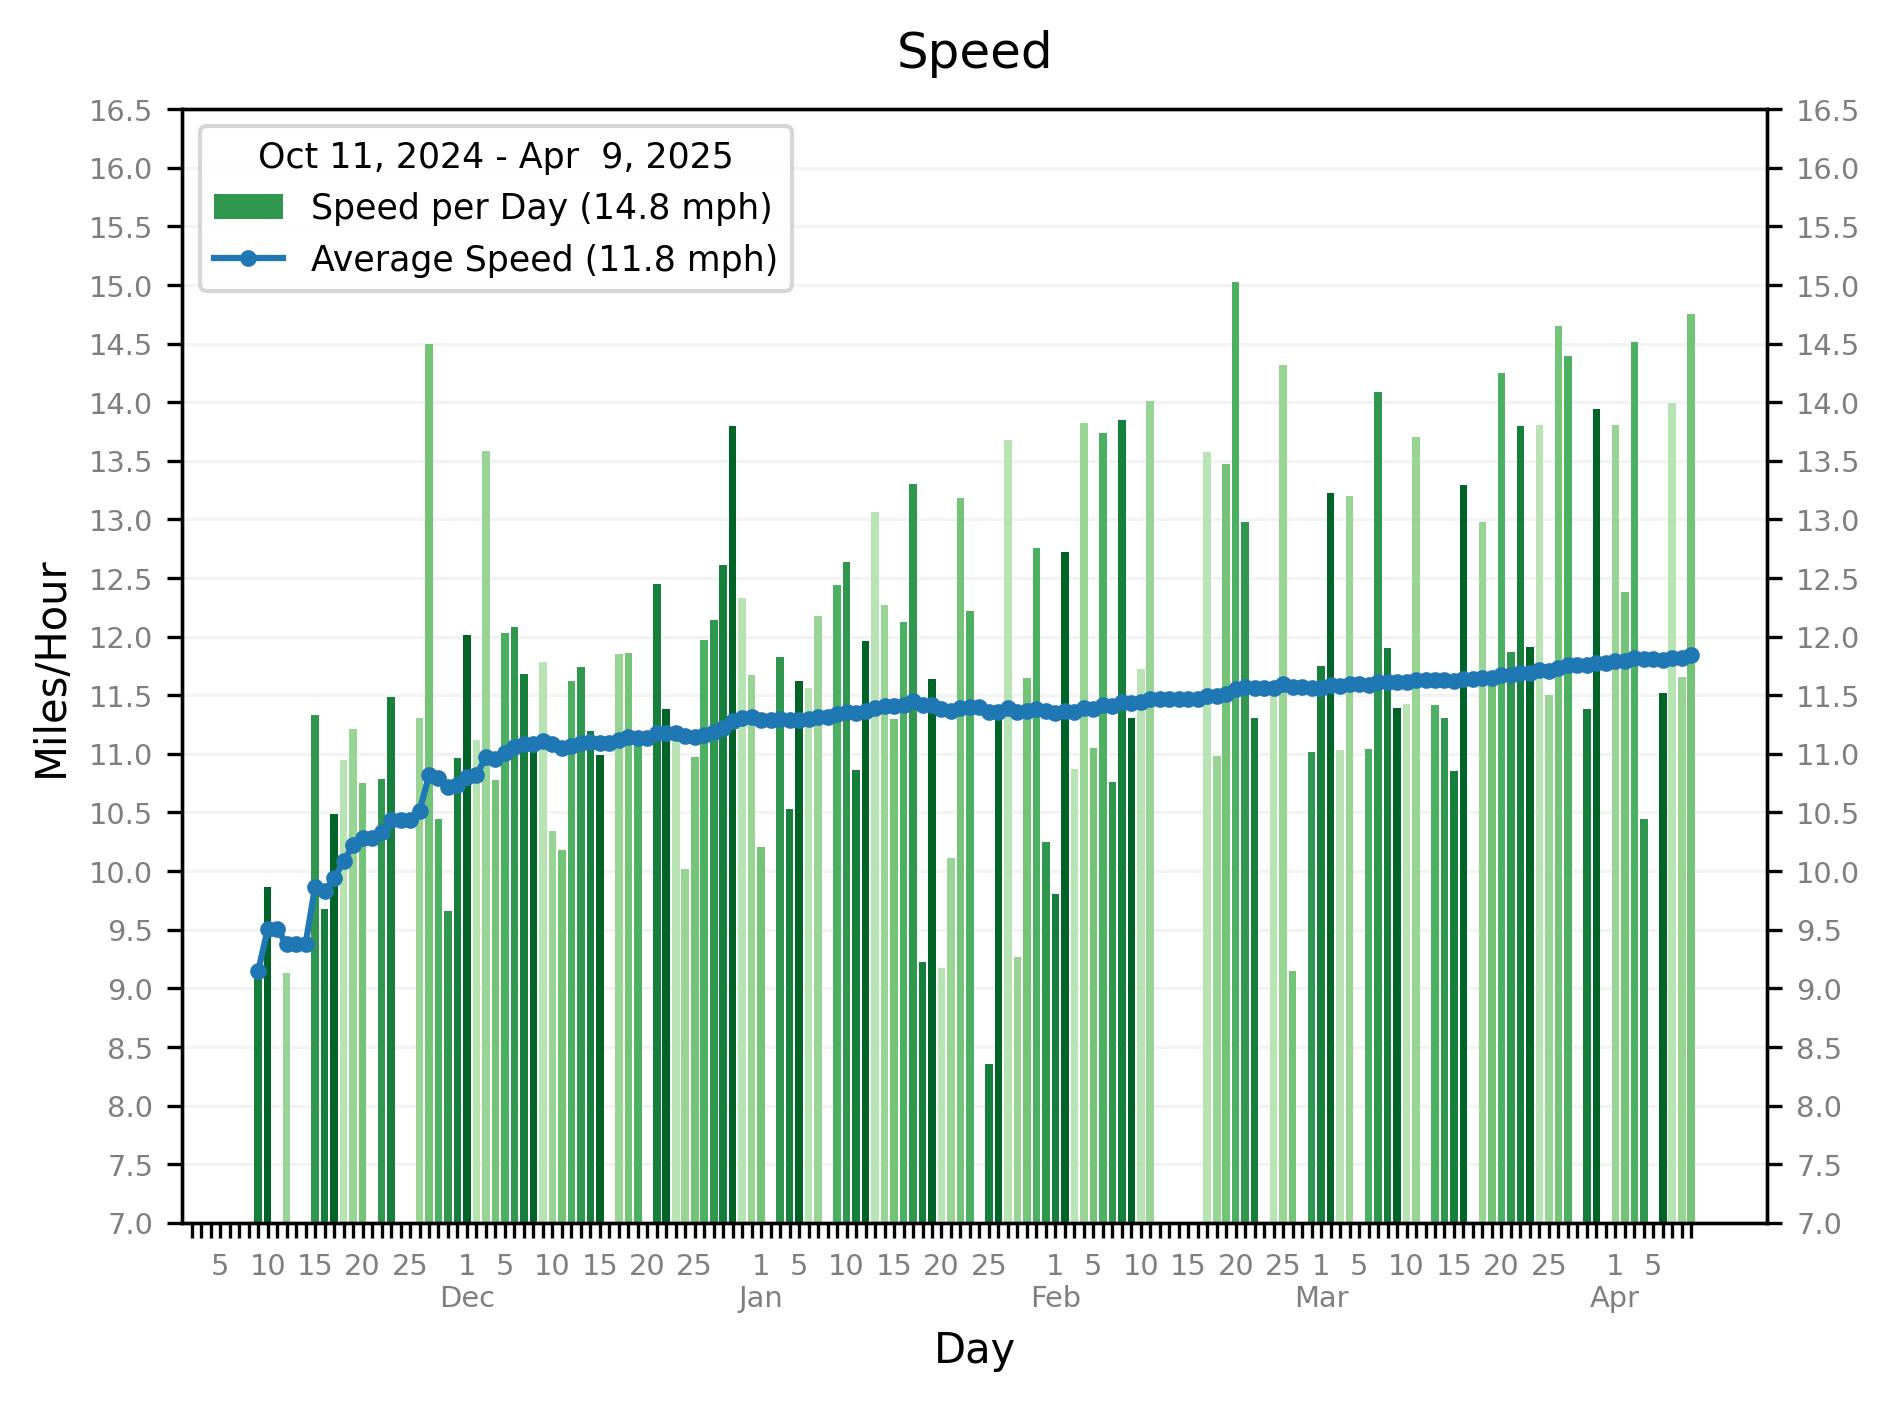 Speed
Oct 11, 2024 - Apr  9, 2025
Speed per Day (14.8 mph)
Average Speed (11.8 mph)
Miles/Hour
16.5 16.5
16.0 16.0
15.5 15.5
15.0 15.0
14.5 14.5
14.0 14.0
13.5 13.5
13.0 13.0
12.5 12.5
12.0 12.0
11.5 11.5
11.0 11.0
10.5 10.5
10.0 10.0
9.5 9.5
9.0 9.0
8.5 8.5
8.0 8.0
7.5 7.5
7.0 7.0
5 10 15 20 25 1 5 10 15 20 25 1 5 10 15 20 25 1 5 10 15 20 25 1 5 10 15 20 25 1 5
Dec Jan Feb Mar Apr
Day